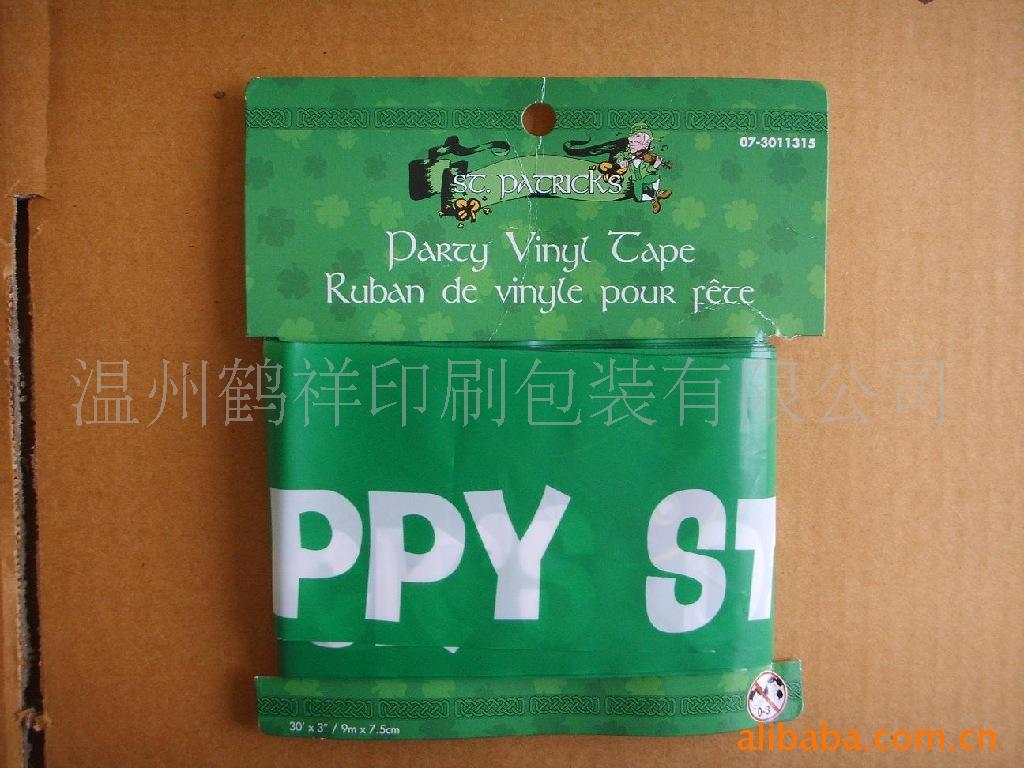 07-3011315
ST. PATRICK'S
Party Vinyl Tape
Ruban de vinyle pour fête
温州鹤祥印刷包装有限公司
PPY ST
30' x 3" / 9m x 7.5cm
0-3
alibaba.com.cn